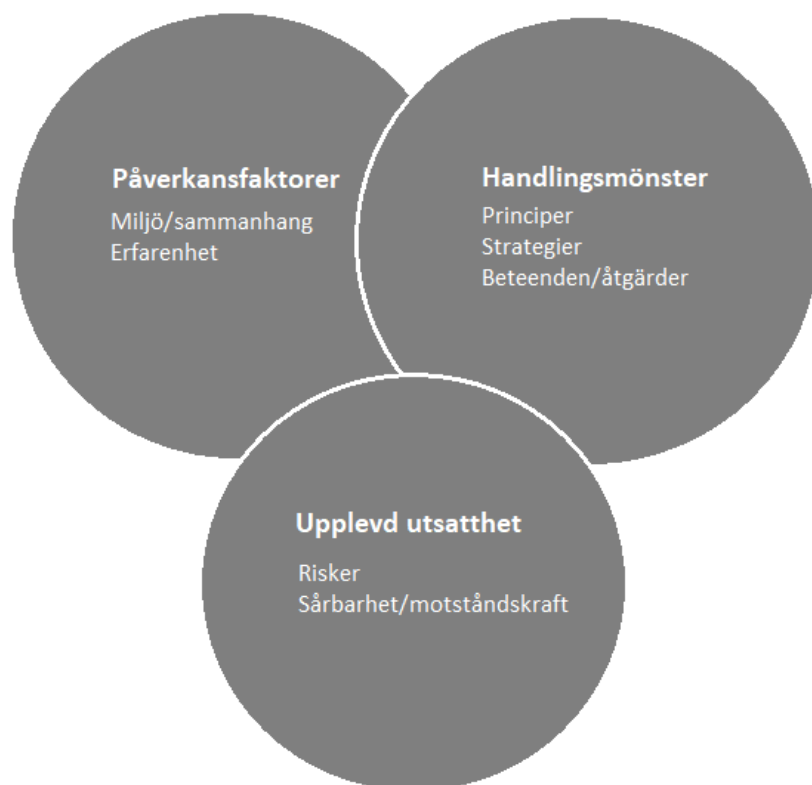 Påverkansfaktorer
Miljö/sammanhang
Erfarenhet
Handlingsmönster
Principer
Strategier
Beteenden/åtgärder
Upplevd utsatthet
Risker
Sårbarhet/motståndskraft